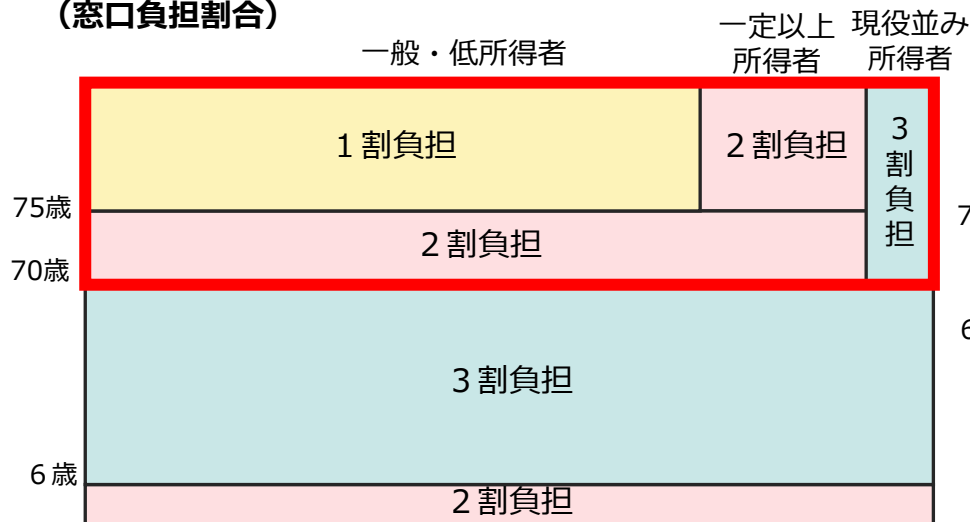 （窓口負担割合）
一般・低所得者
一定以上
所得者
現役並み
所得者
１割負担
２割負担
３割負担
75歳
２割負担
70歳
３割負担
６歳
２割負担
7
6